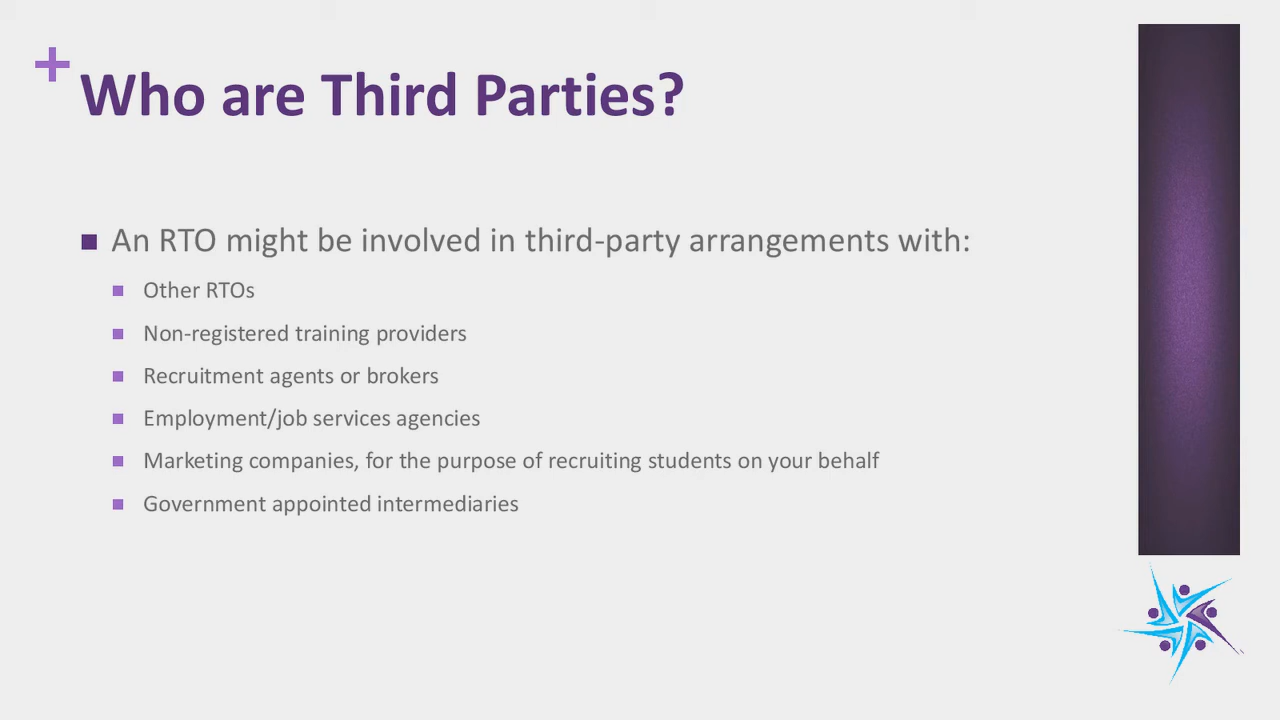 Who are Third Parties?
An RTO might be involved in third-party arrangements with:
Other RTOs
Non-registered training providers
Recruitment agents or brokers
Employment/job services agencies
Marketing companies, for the purpose of recruiting students on your behalf
Government appointed intermediaries